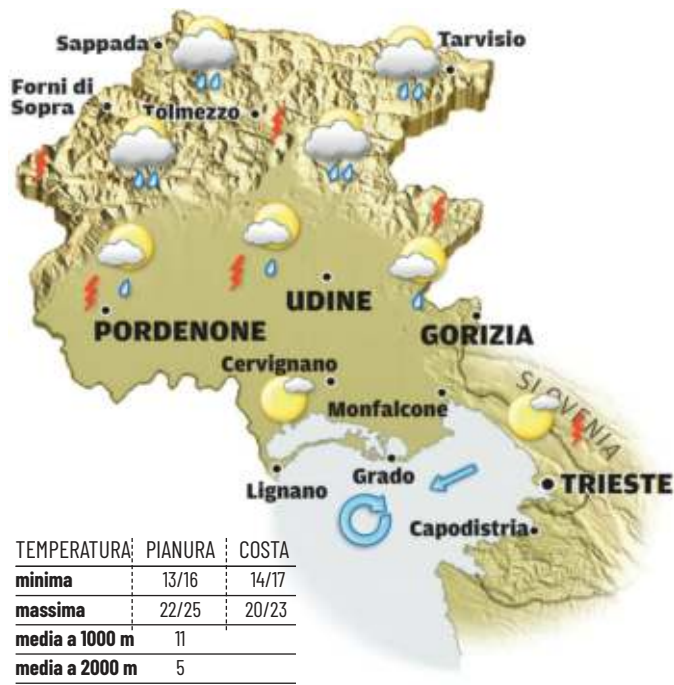 Sappada
Tarvisio
Forni di
Sopra
Tolmezzo
UDINE
PORDENONE
GORIZIA
Cervignano
Monfalcone
SLOVENIA
Lignano
Grado
TRIESTE
Capodistria
TEMPERATURA PIANURA COSTA
minima 13/16 14/17
massima 22/25 20/23
media a 1000 m 11
media a 2000 m 5